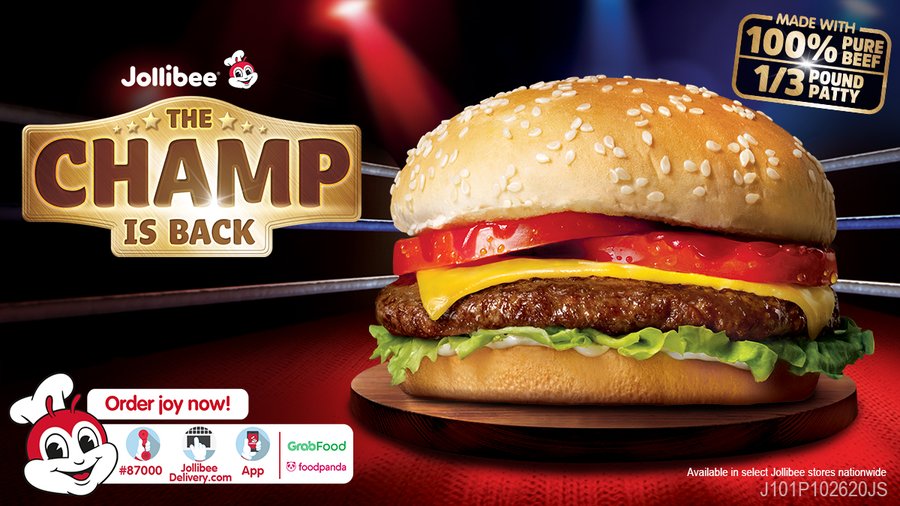 Jollibee®
THE
CHAMP
IS BACK
MADE WITH
100% PURE BEEF
1/3 POUND PATTY
Order joy now!
#87000
Jollibee
Delivery.com
App
GrabFood
foodpanda
Available in select Jollibee stores nationwide
J101P102620JS